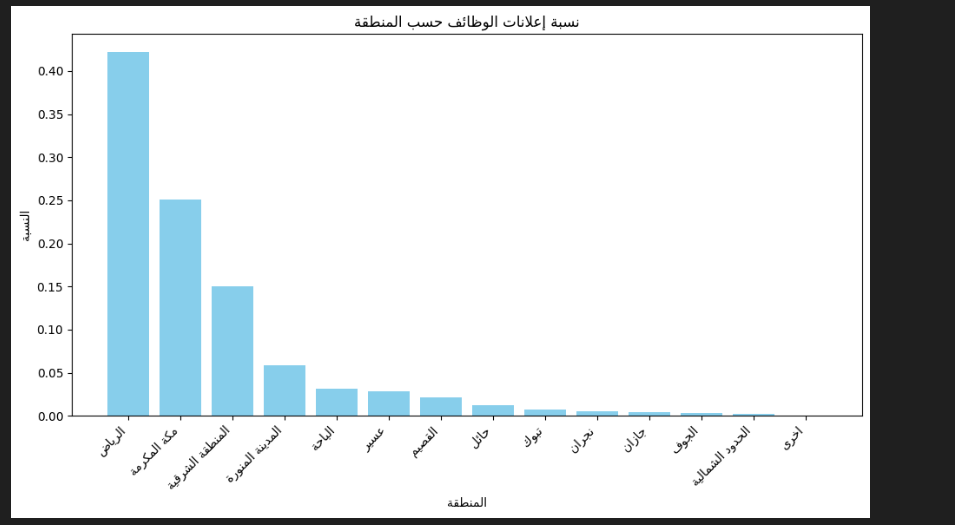 نسبة إعلانات الوظائف حسب المنطقة
النسبة
0.40
0.35
0.30
0.25
0.20
0.15
0.10
0.05
0.00
الرياض
مكة المكرمة
المنطقة الشرقية
المدينة المنورة
الباحة
عسير
القصيم
حائل
تبوك
نجران
جازان
الجوف
الحدود الشمالية
اخرى
المنطقة